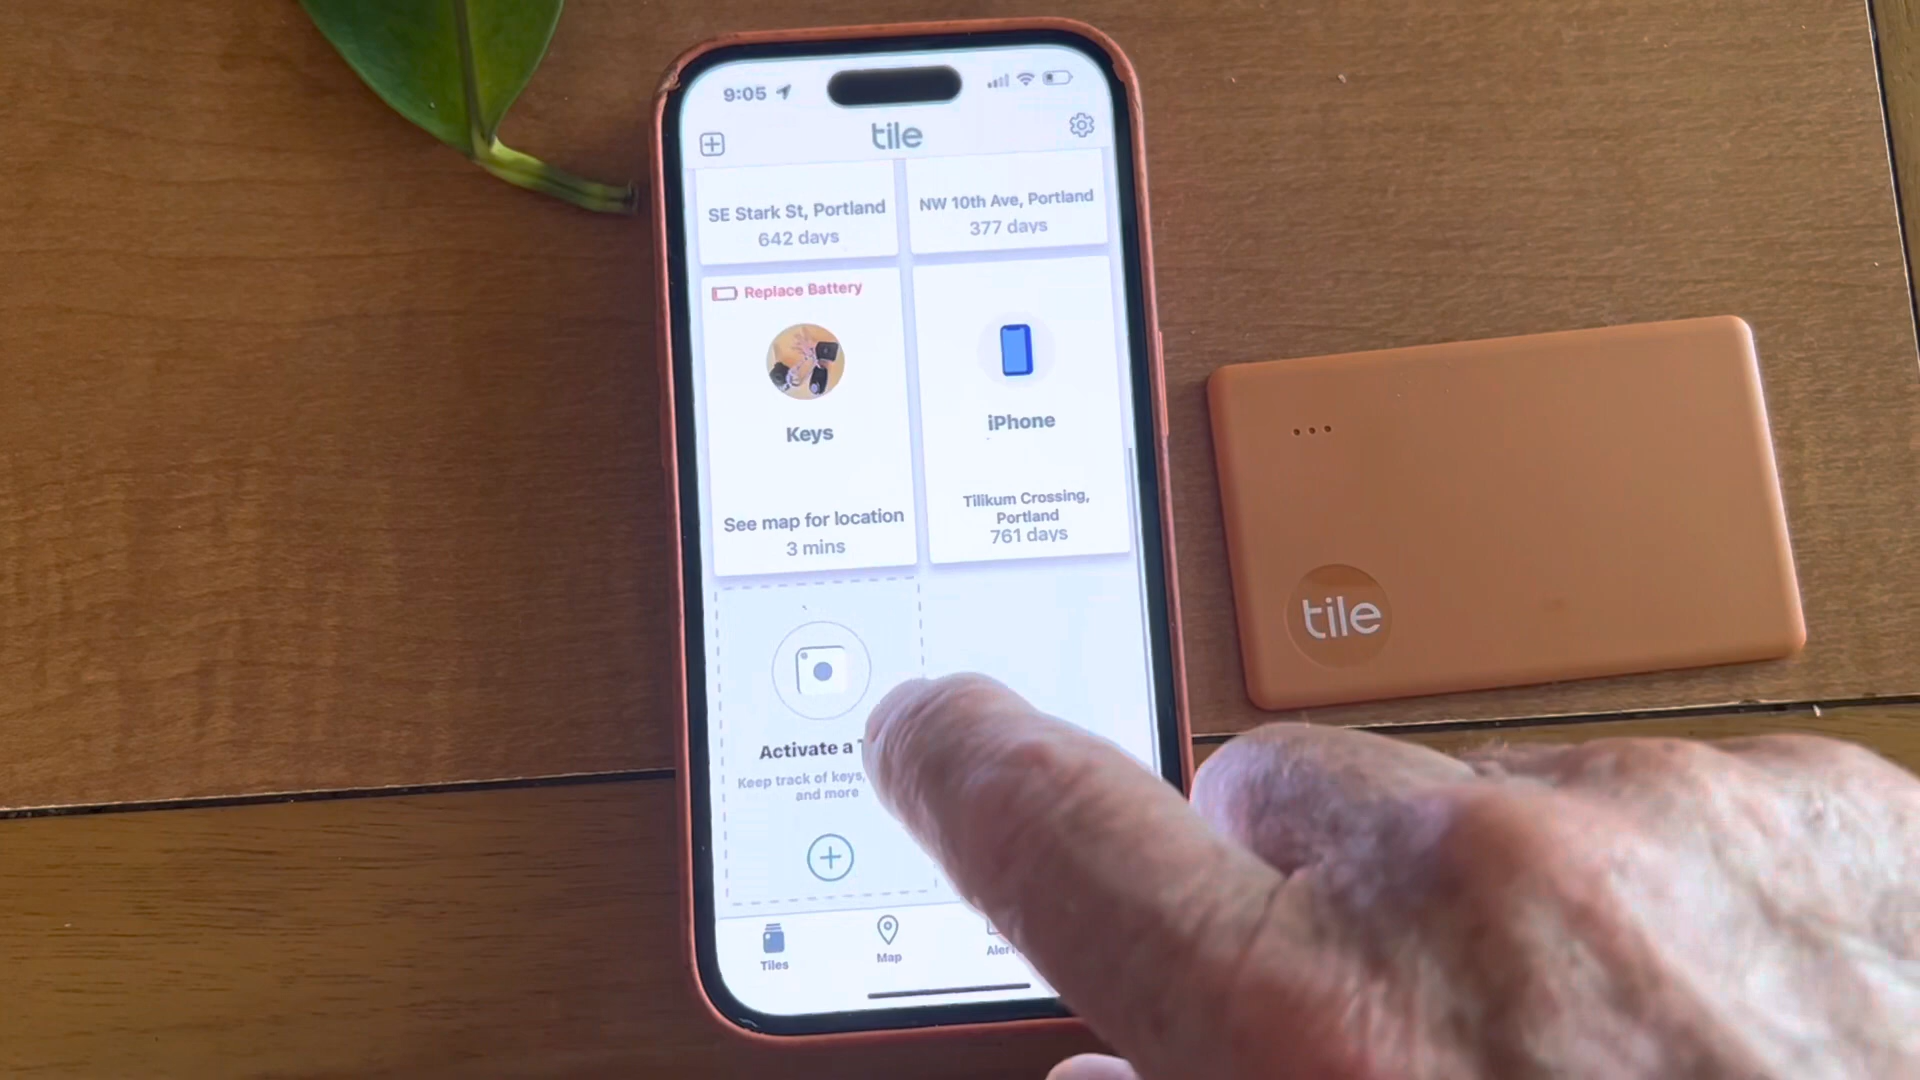 9:05
tile
SE Stark St, Portland
642 days
NW 10th Ave, Portland
377 days
Replace Battery
Keys
See map for location
3 mins
iPhone
Tilikum Crossing,
Portland
761 days
Activate a
Keep track of keys,
and more
Tiles
Map
tile